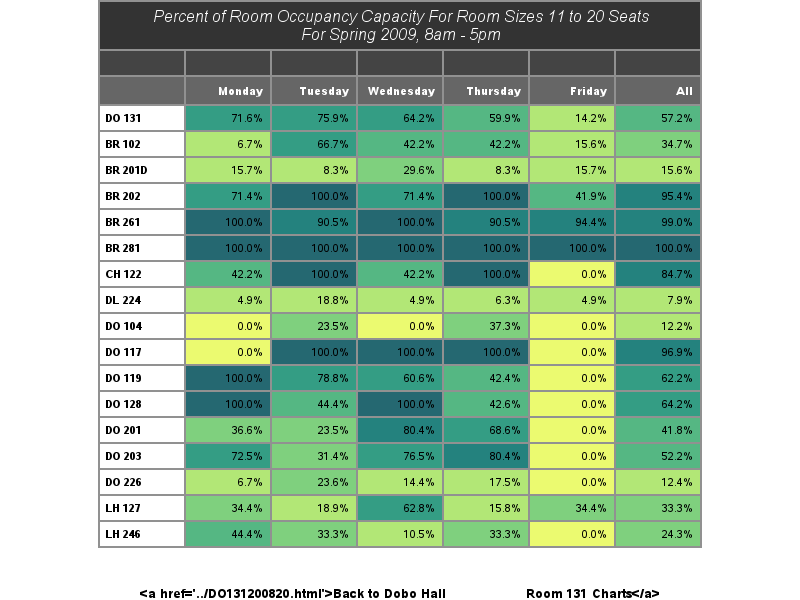 Percent of Room Occupancy Capacity For Room Sizes 11 to 20 Seats
For Spring 2009, 8am - 5pm
Monday Tuesday Wednesday Thursday Friday All
DO 131 71.6% 75.9% 64.2% 59.9% 14.2% 57.2%
BR 102 6.7% 66.7% 42.2% 42.2% 15.6% 34.7%
BR 201D 15.7% 8.3% 29.6% 8.3% 15.7% 15.6%
BR 202 71.4% 100.0% 71.4% 100.0% 41.9% 95.4%
BR 261 100.0% 90.5% 100.0% 90.5% 94.4% 99.0%
BR 281 100.0% 100.0% 100.0% 100.0% 100.0% 100.0%
CH 122 42.2% 100.0% 42.2% 100.0% 0.0% 84.7%
DL 224 4.9% 18.8% 4.9% 6.3% 4.9% 7.9%
DO 104 0.0% 23.5% 0.0% 37.3% 0.0% 12.2%
DO 117 0.0% 100.0% 100.0% 100.0% 0.0% 96.9%
DO 119 100.0% 78.8% 60.6% 42.4% 0.0% 62.2%
DO 128 100.0% 44.4% 100.0% 42.6% 0.0% 64.2%
DO 201 36.6% 23.5% 80.4% 68.6% 0.0% 41.8%
DO 203 72.5% 31.4% 76.5% 80.4% 0.0% 52.2%
DO 226 6.7% 23.6% 14.4% 17.5% 0.0% 12.4%
LH 127 34.4% 18.9% 62.8% 15.8% 34.4% 33.3%
LH 246 44.4% 33.3% 10.5% 33.3% 0.0% 24.3%
<a href='../DO131200820.html'>Back to Dobo Hall Room 131 Charts</a>